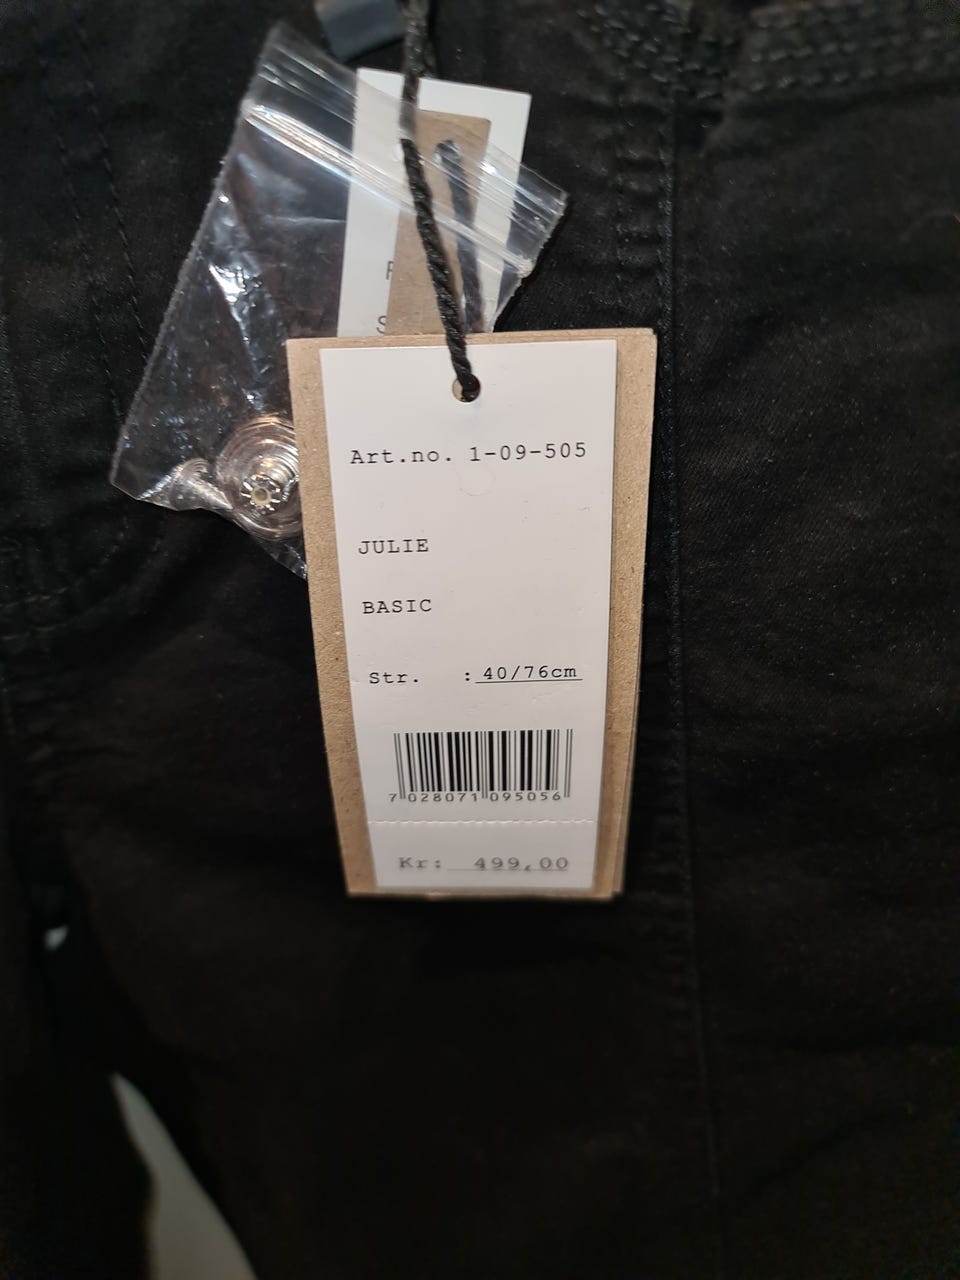 Art.no. 1-09-505
JULIE
BASIC
Str. : 40/76cm
7 028071 095056
Kr: 499,00